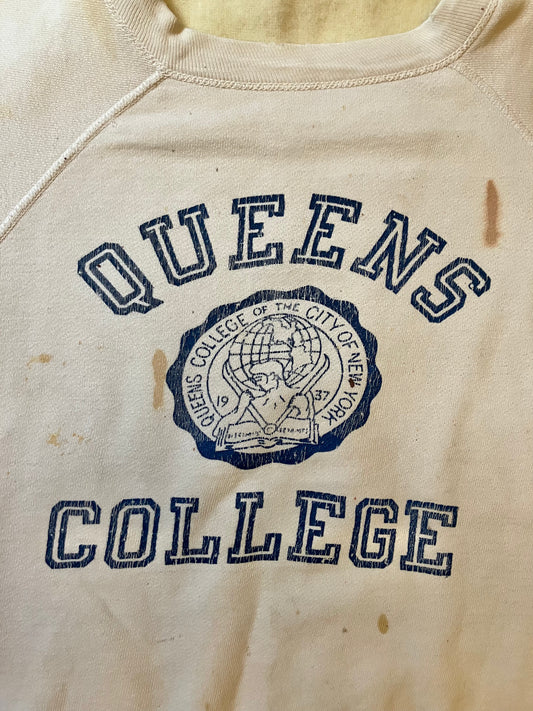 QUEENS
QUEENS COLLEGE OF THE CITY OF NEW YORK
19 37
COLLEGE